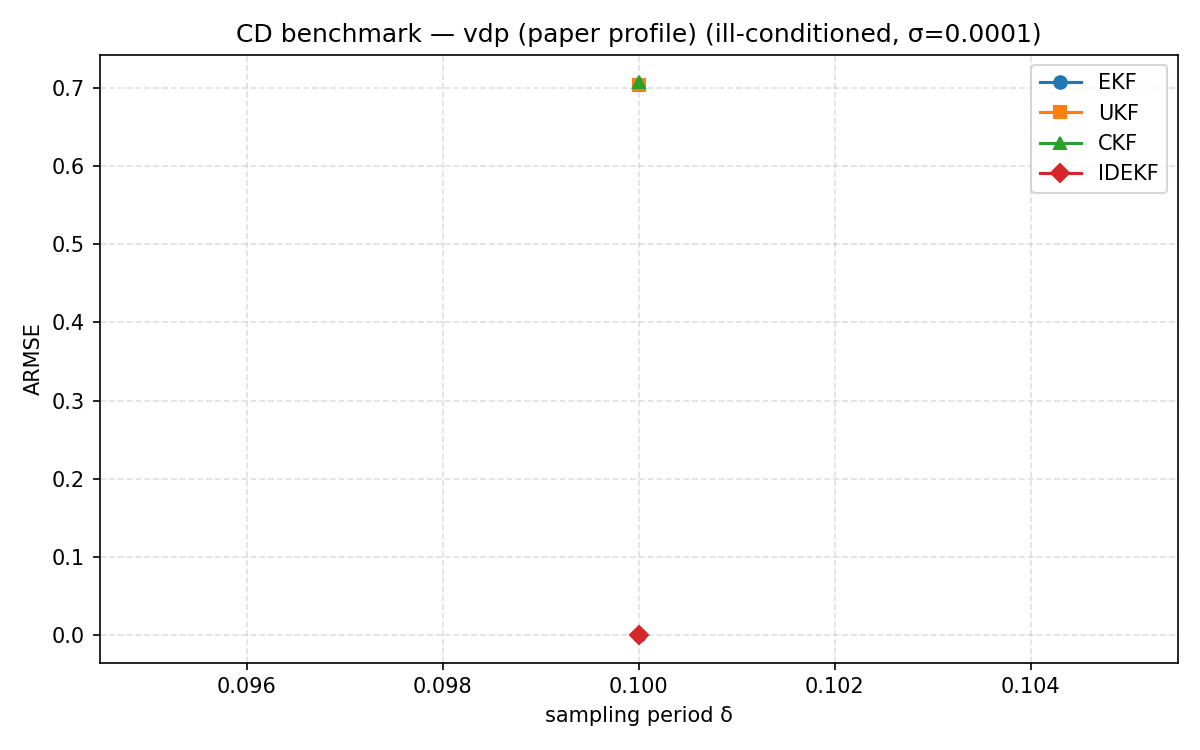 CD benchmark — vdp (paper profile) (ill-conditioned, σ=0.0001)
EKF
UKF
CKF
IDEKF
0.7
0.6
0.5
0.4
0.3
0.2
0.1
0.0
ARMSE
0.096 0.098 0.100 0.102 0.104
sampling period δ